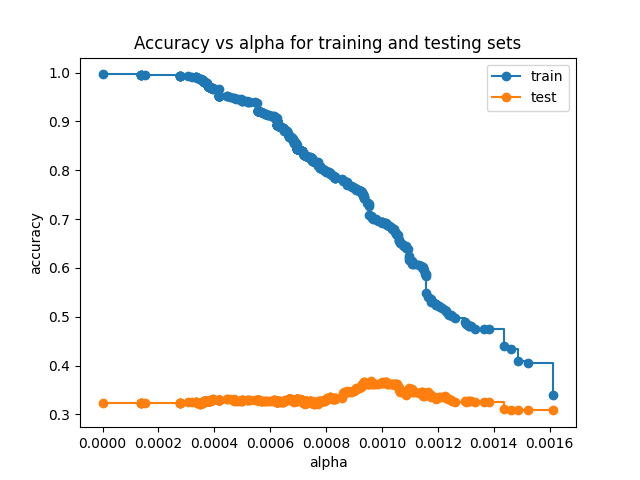 Accuracy vs alpha for training and testing sets
train
test
1.0
0.9
0.8
0.7
0.6
0.5
0.4
0.3
accuracy
0.0000 0.0002 0.0004 0.0006 0.0008 0.0010 0.0012 0.0014 0.0016
alpha